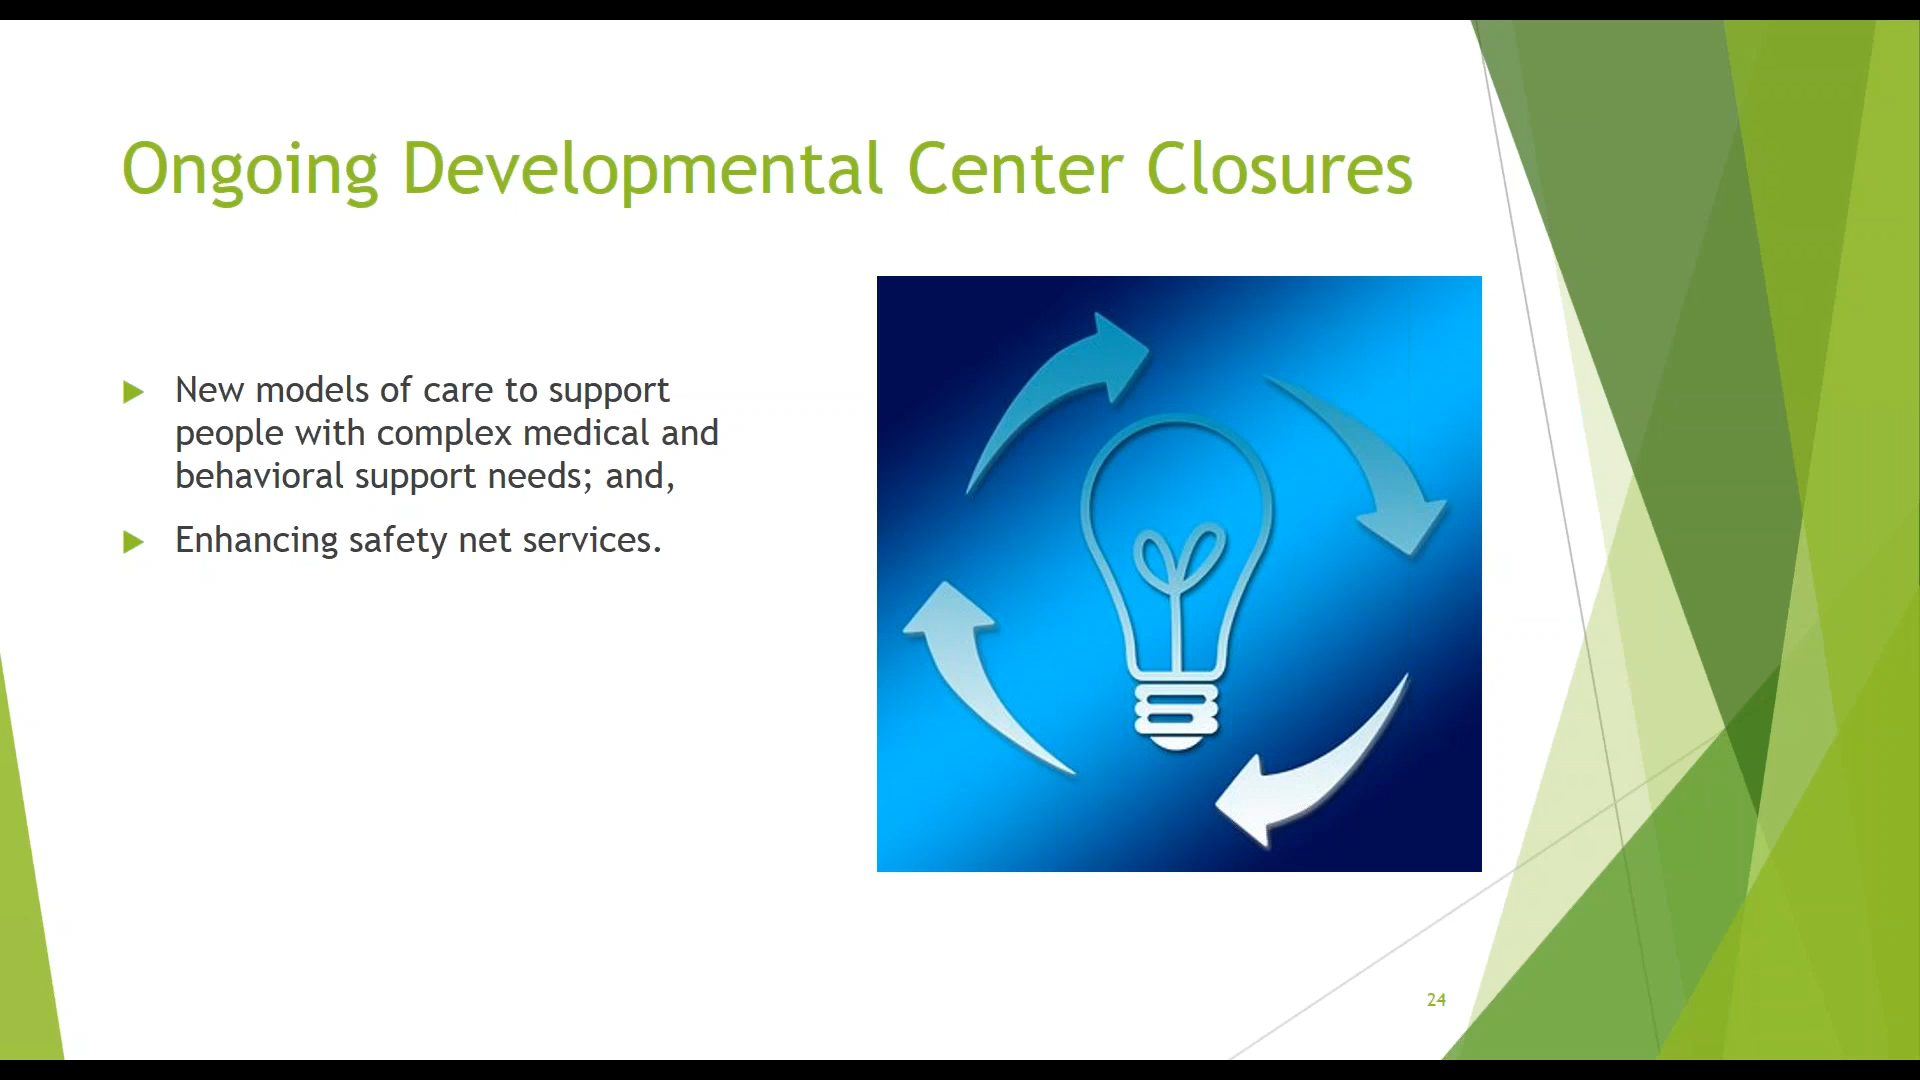 Ongoing Developmental Center Closures
New models of care to support
people with complex medical and
behavioral support needs; and,
Enhancing safety net services.
24